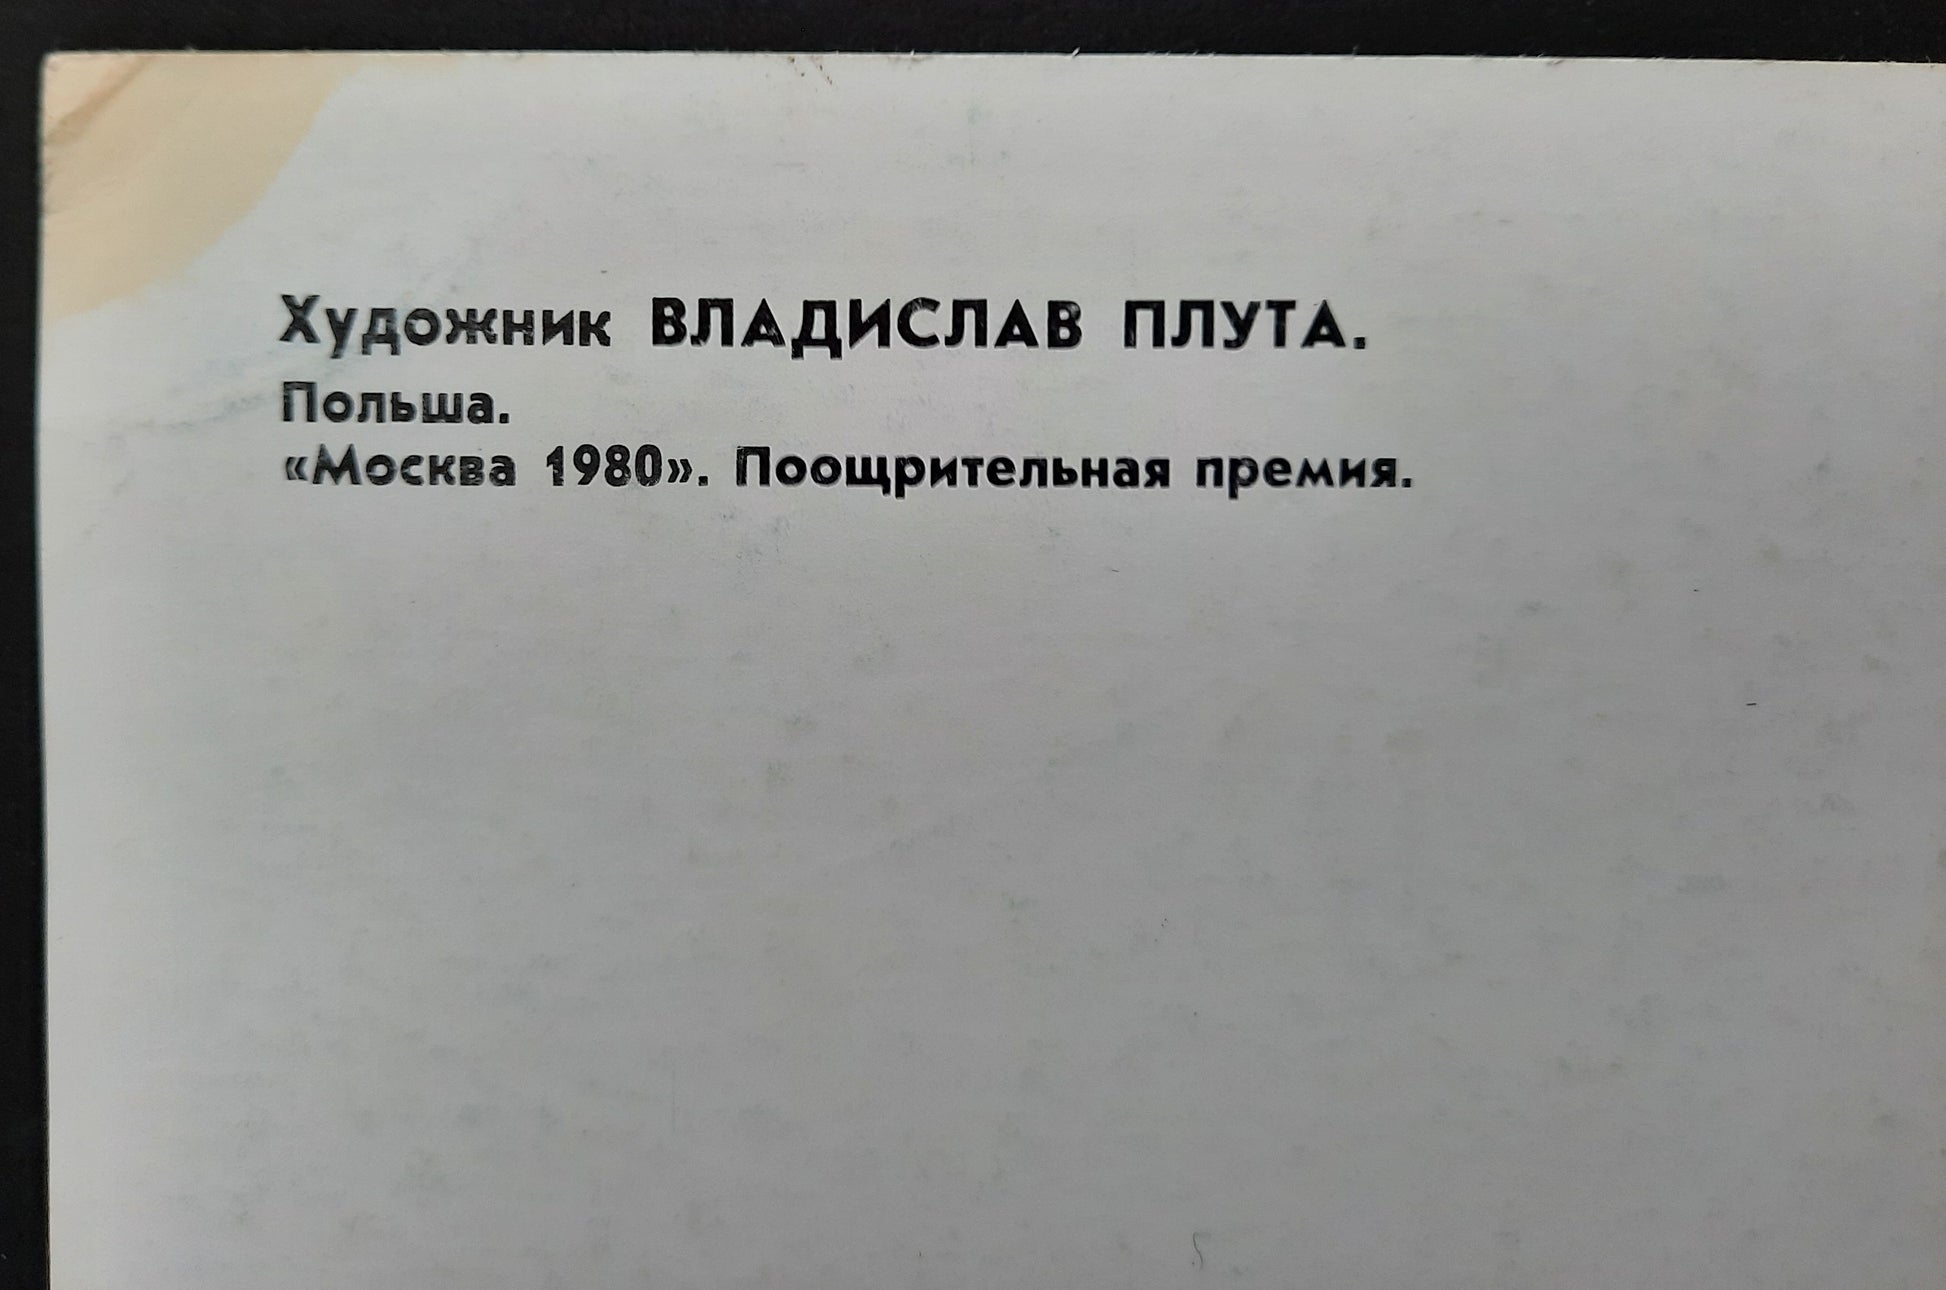 Художник ВЛАДИСЛАВ ПЛУТА.
Польша.
«Москва 1980». Поощрительная премия.